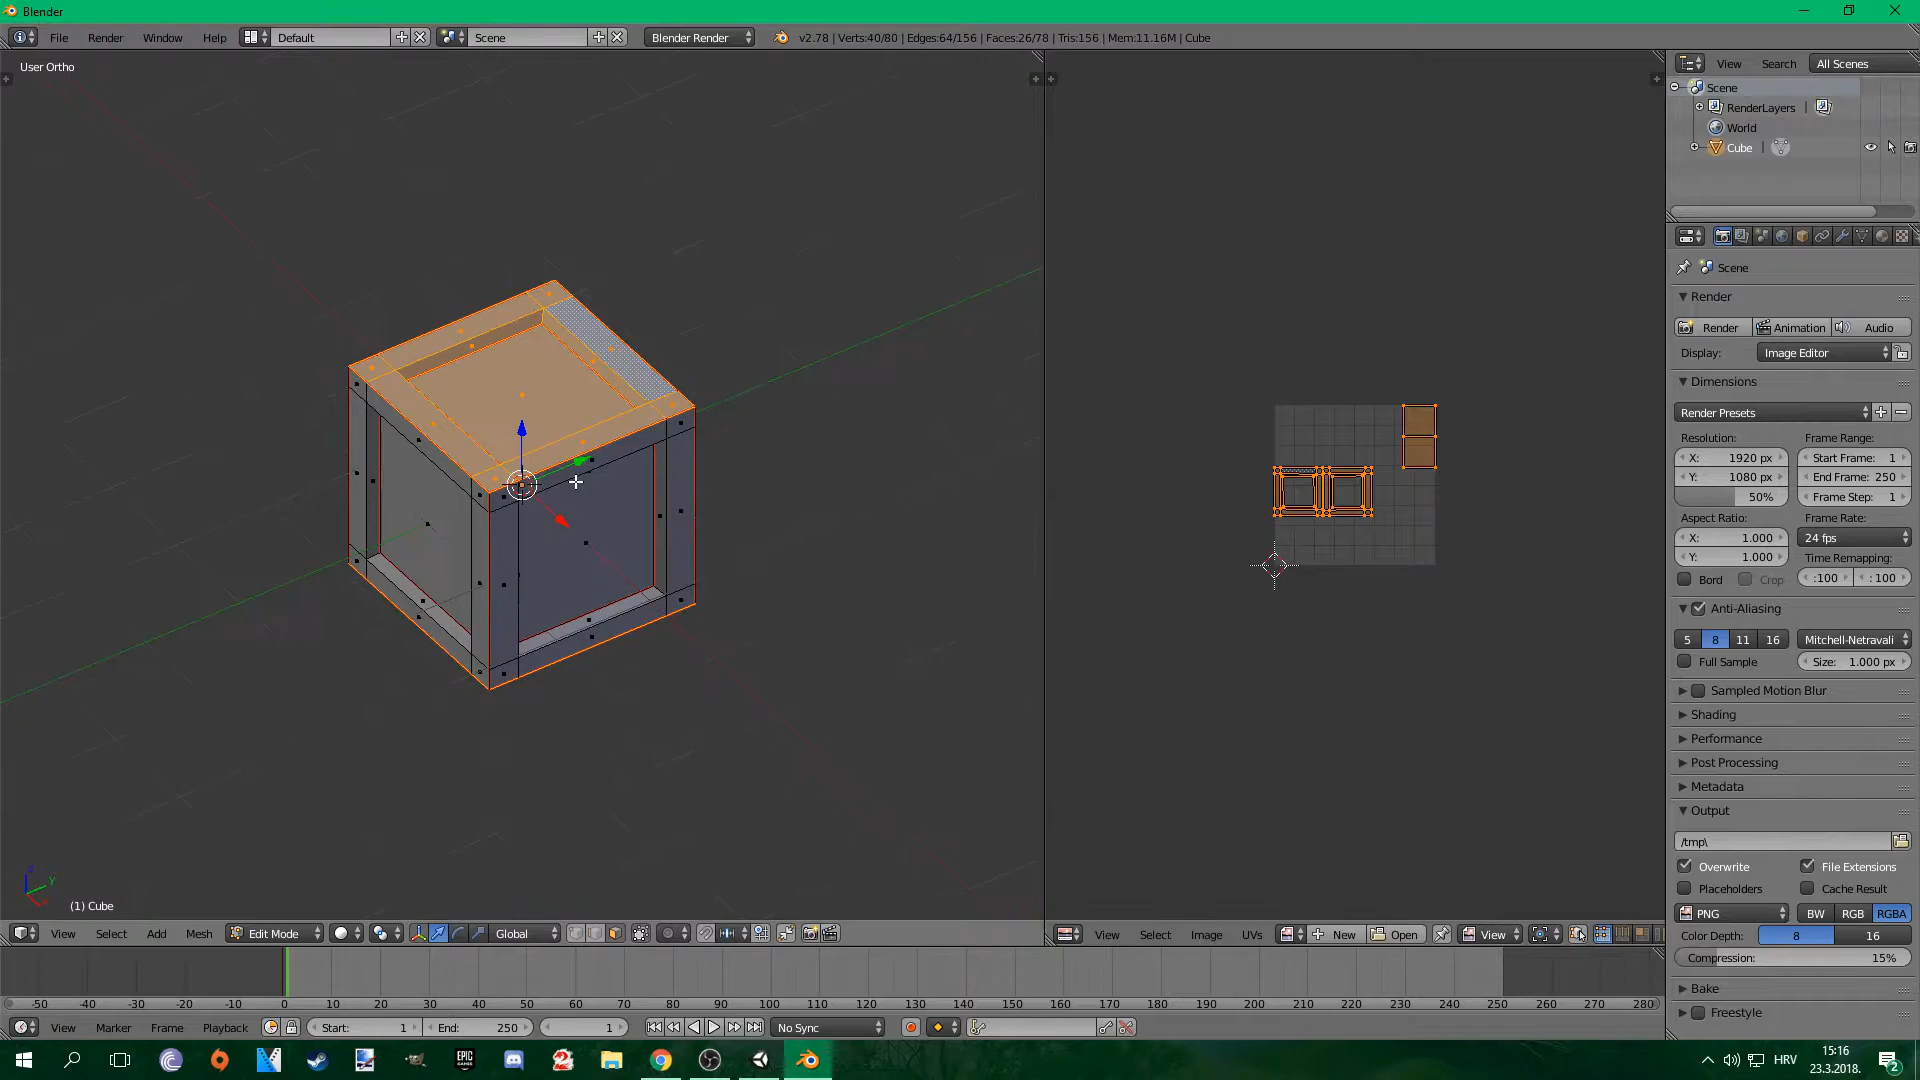 Blender
File Render Window Help Default Scene Blender Render v2.78 | Verts:40/80 | Edges:64/156 | Faces:26/78 | Tris:156 | Mem:11.16M | Cube
User Ortho
View Search All Scenes
Scene
RenderLayers |
World
Cube |
Scene
Render
Render Animation Audio
Display: Image Editor
Dimensions
Render Presets
Resolution: Frame Range:
X: 1920 px Start Frame: 1
Y: 1080 px End Frame: 250
50% Frame Step: 1
Aspect Ratio: Frame Rate:
X: 1.000 24 fps
Y: 1.000 Time Remapping:
Bord Crop :100 : 100
Anti-Aliasing
5 8 11 16 Mitchell-Netravali
Full Sample Size: 1.000 px
Sampled Motion Blur
Shading
Performance
Post Processing
Metadata
Output
/tmp\
Overwrite File Extensions
Placeholders Cache Result
PNG BW RGB RGBA
Color Depth: 8 16
Compression: 15%
Bake
Freestyle
Z
Y
X
(1) Cube
View Select Add Mesh Edit Mode Global
View Select Image UVs New Open View
-50 -40 -30 -20 -10 0 10 20 30 40 50 60 70 80 90 100 110 120 130 140 150 160 170 180 190 200 210 220 230 240 250 260 270 280
View Marker Frame Playback Start: 1 End: 250 1 No Sync
EPIC GAMES
HRV
15:16
23.3.2018.
2